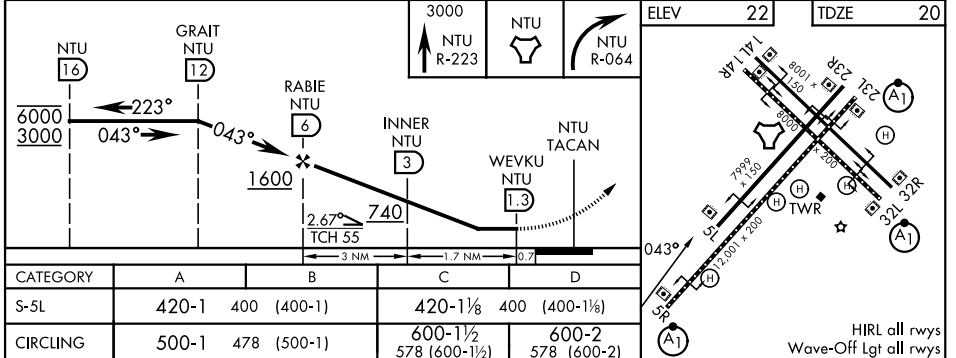 3000
NTU
R-223
NTU
NTU
R-064
GRAIT
NTU
12
NTU
16
6000
3000
223°
043°
043°
RABIE
NTU
6
1600
INNER
NTU
3
740
2.67°
TCH 55
WEVKU
NTU
1.3
NTU
TACAN
3 NM
1.7 NM
0.7
CATEGORY A B C D
S-5L 420-1 400 (400-1) 420-1⅛ 400 (400-1⅛)
CIRCLING 500-1 478 (500-1) 600-1½ 578 (600-1½) 600-2 578 (600-2)
ELEV 22
TDZE 20
14L
14R
8001 x 150
23R
23L
A1
8000 x 200
H
7999 x 150
H
H
TWR
32R
32L
A1
5L
043°
12,001 x 200
H
5R
A1
HIRL all rwys
Wave-Off Lgt all rwys